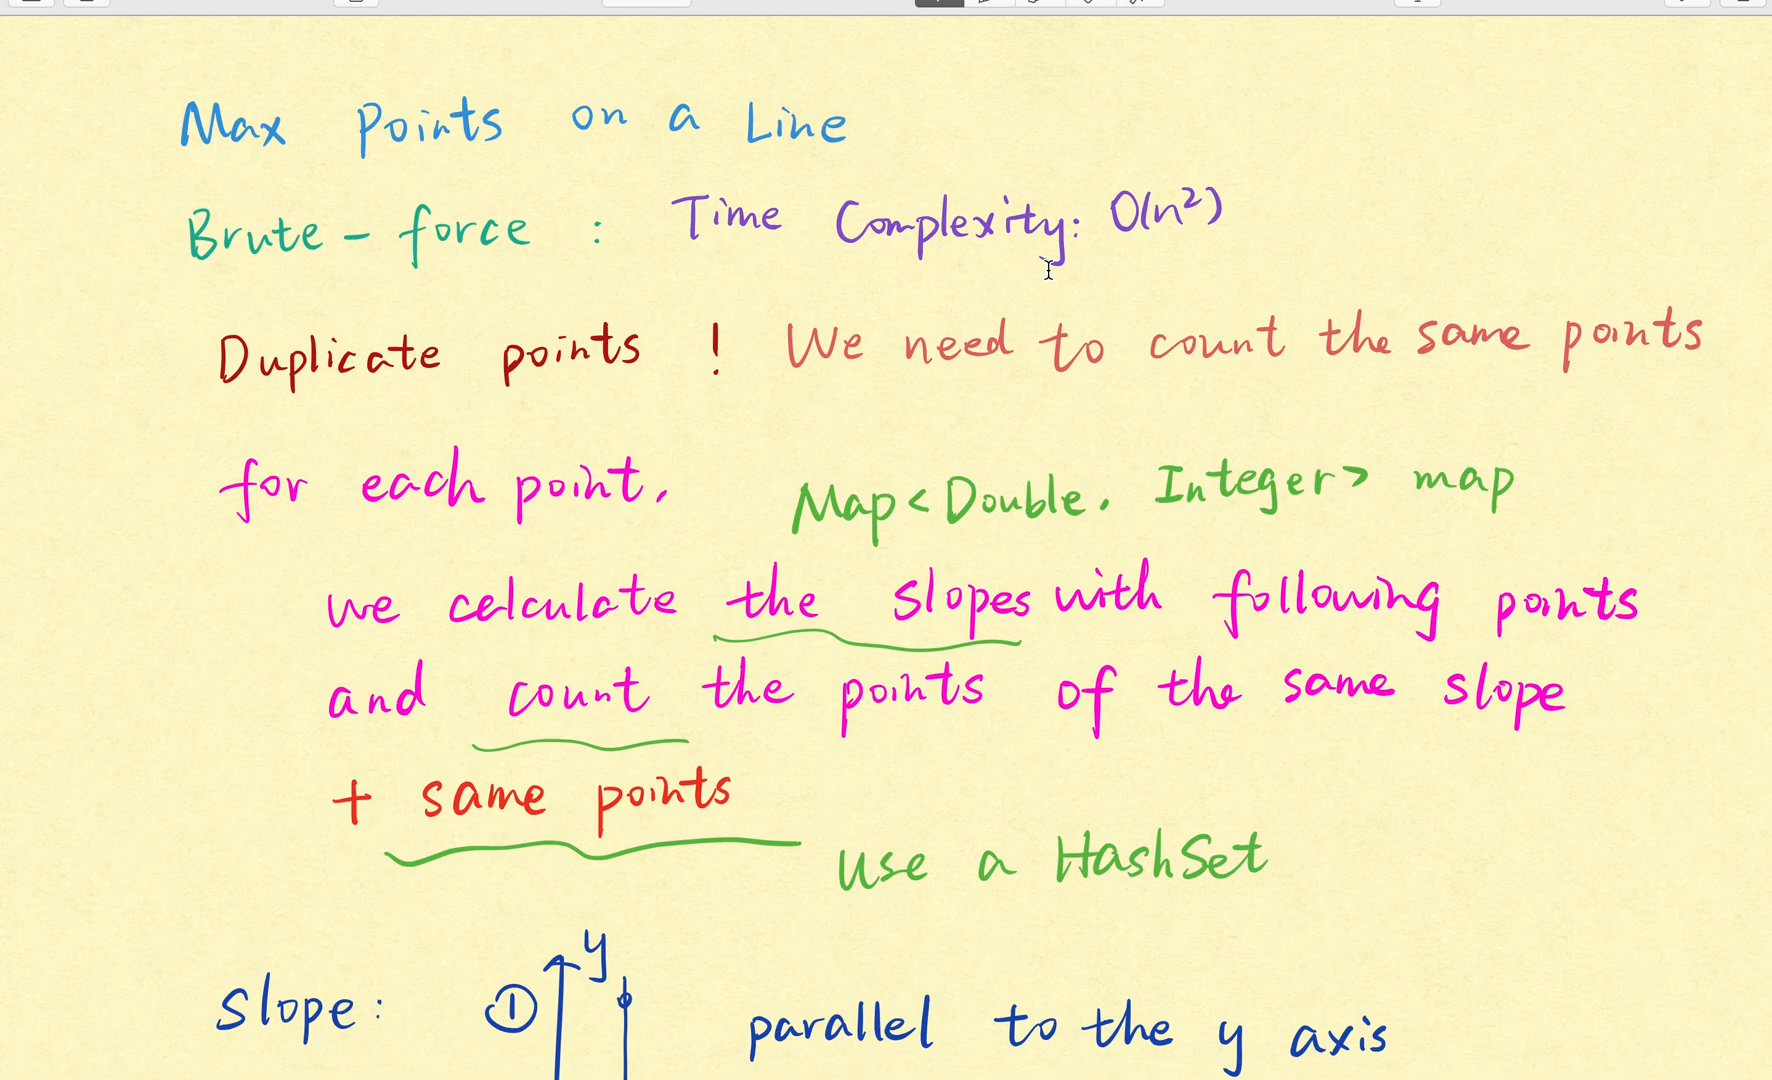 Max Points on a Line
Brute-force : Time Complexity: O(n²)
Duplicate points ! We need to count the same points
for each point, Map<Double, Integer> map
we celculate the slopes with following points
and count the points of the same slope
+ same points
use a HashSet
Slope: ① y parallel to the y axis